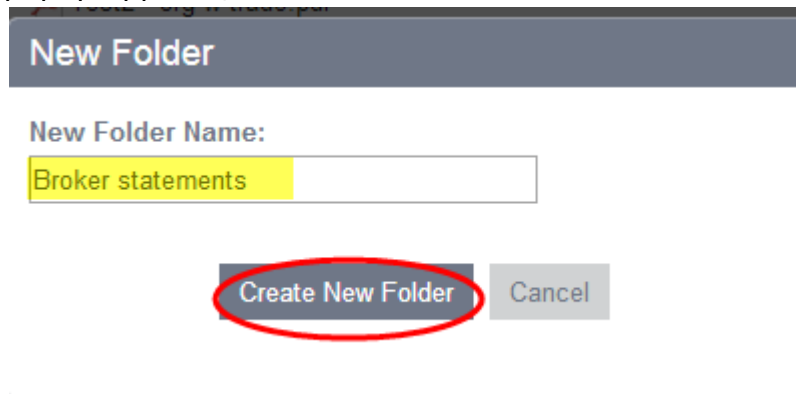 New Folder
New Folder Name:
Broker statements
Create New Folder
Cancel